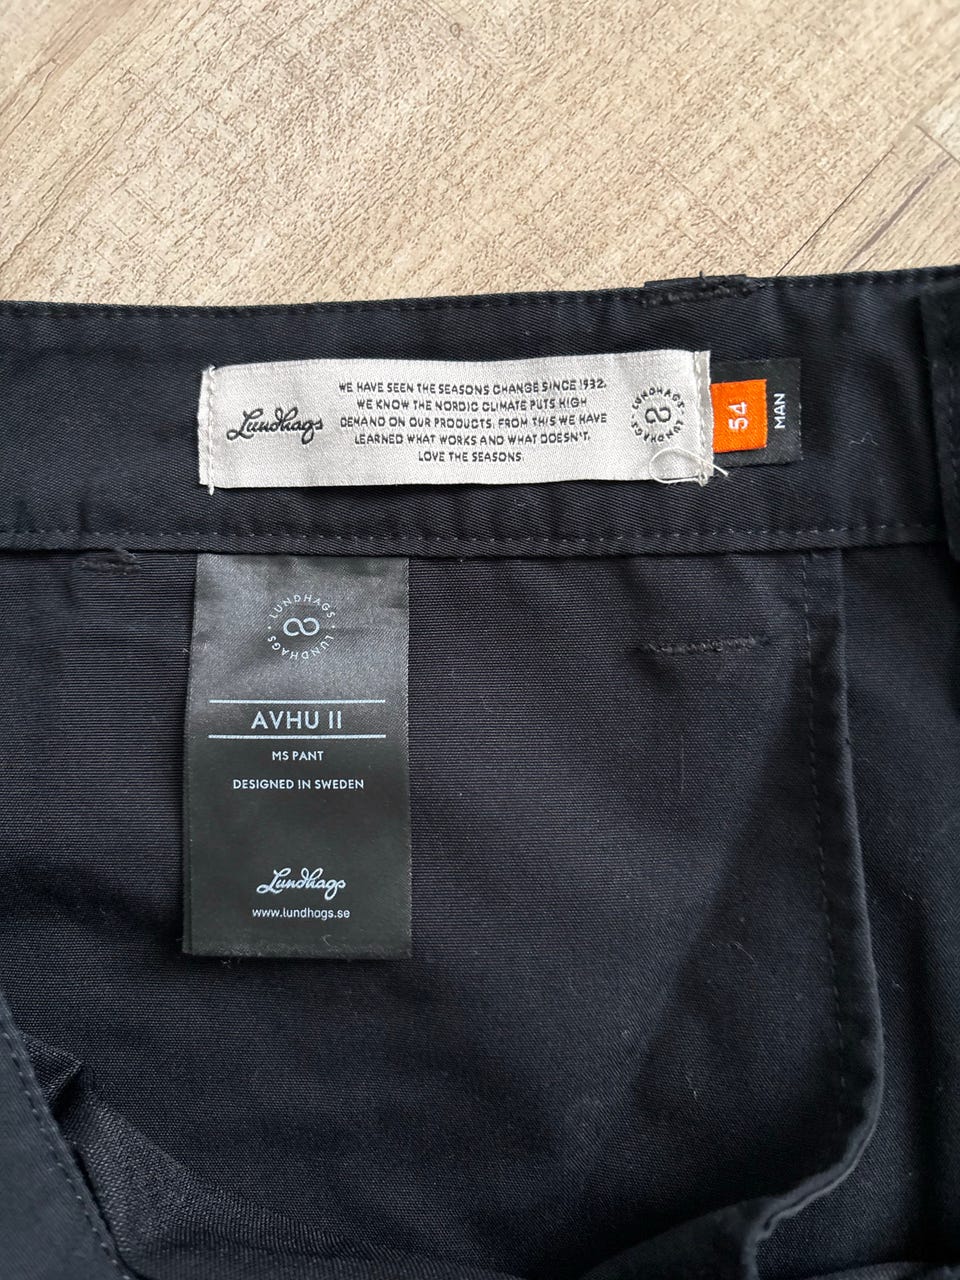 Lundhags
WE HAVE SEEN THE SEASONS CHANGE SINCE 1932.
WE KNOW THE NORDIC CLIMATE PUTS HIGH
DEMAND ON OUR PRODUCTS. FROM THIS WE HAVE
LEARNED WHAT WORKS AND WHAT DOESN'T.
LOVE THE SEASONS.
LUNDHAGS · LUNDHAGS ·
54
MAN
LUNDHAGS · LUNDHAGS ·
AVHU II
MS PANT
DESIGNED IN SWEDEN
Lundhags
www.lundhags.se